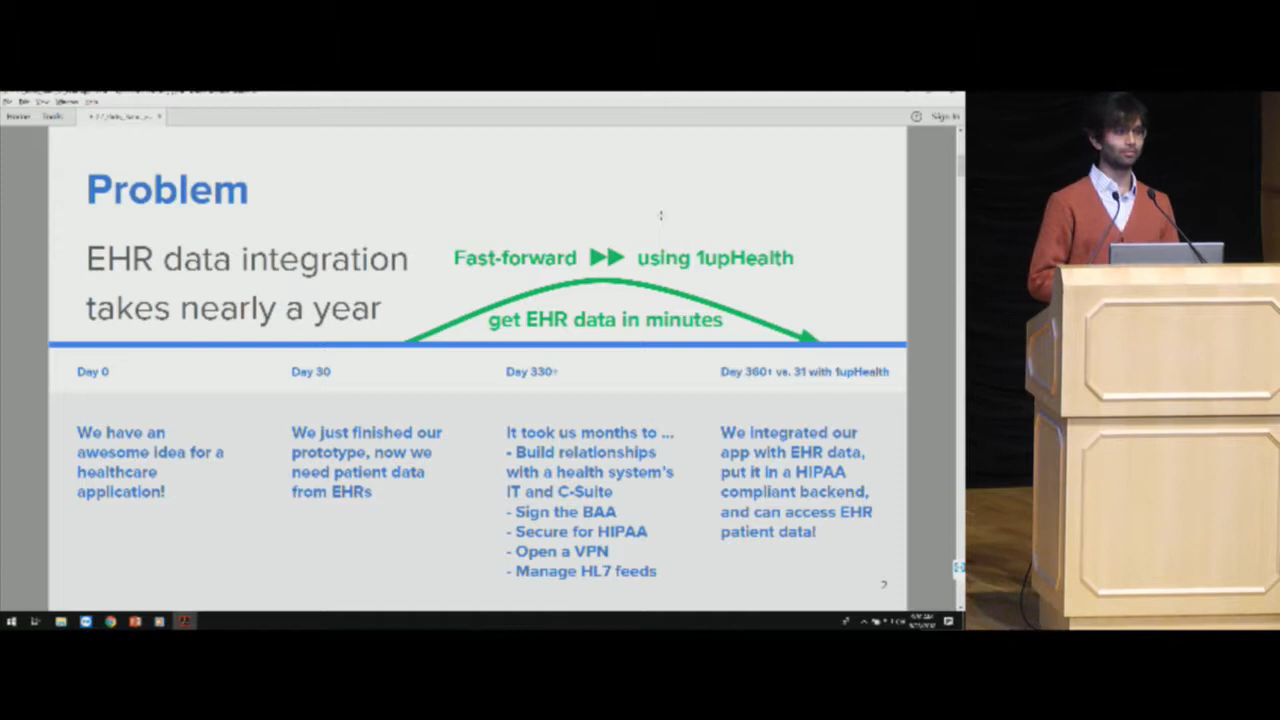 Home Tools
Sign In
Problem
EHR data integration
takes nearly a year
Fast-forward using 1upHealth
get EHR data in minutes
Day 0
Day 30
Day 330+
Day 360+ vs. 31 with 1upHealth
We have an
awesome idea for a
healthcare
application!
We just finished our
prototype, now we
need patient data
from EHRs
It took us months to ...
- Build relationships
with a health system's
IT and C-Suite
- Sign the BAA
- Secure for HIPAA
- Open a VPN
- Manage HL7 feeds
We integrated our
app with EHR data,
put it in a HIPAA
compliant backend,
and can access EHR
patient data!
2